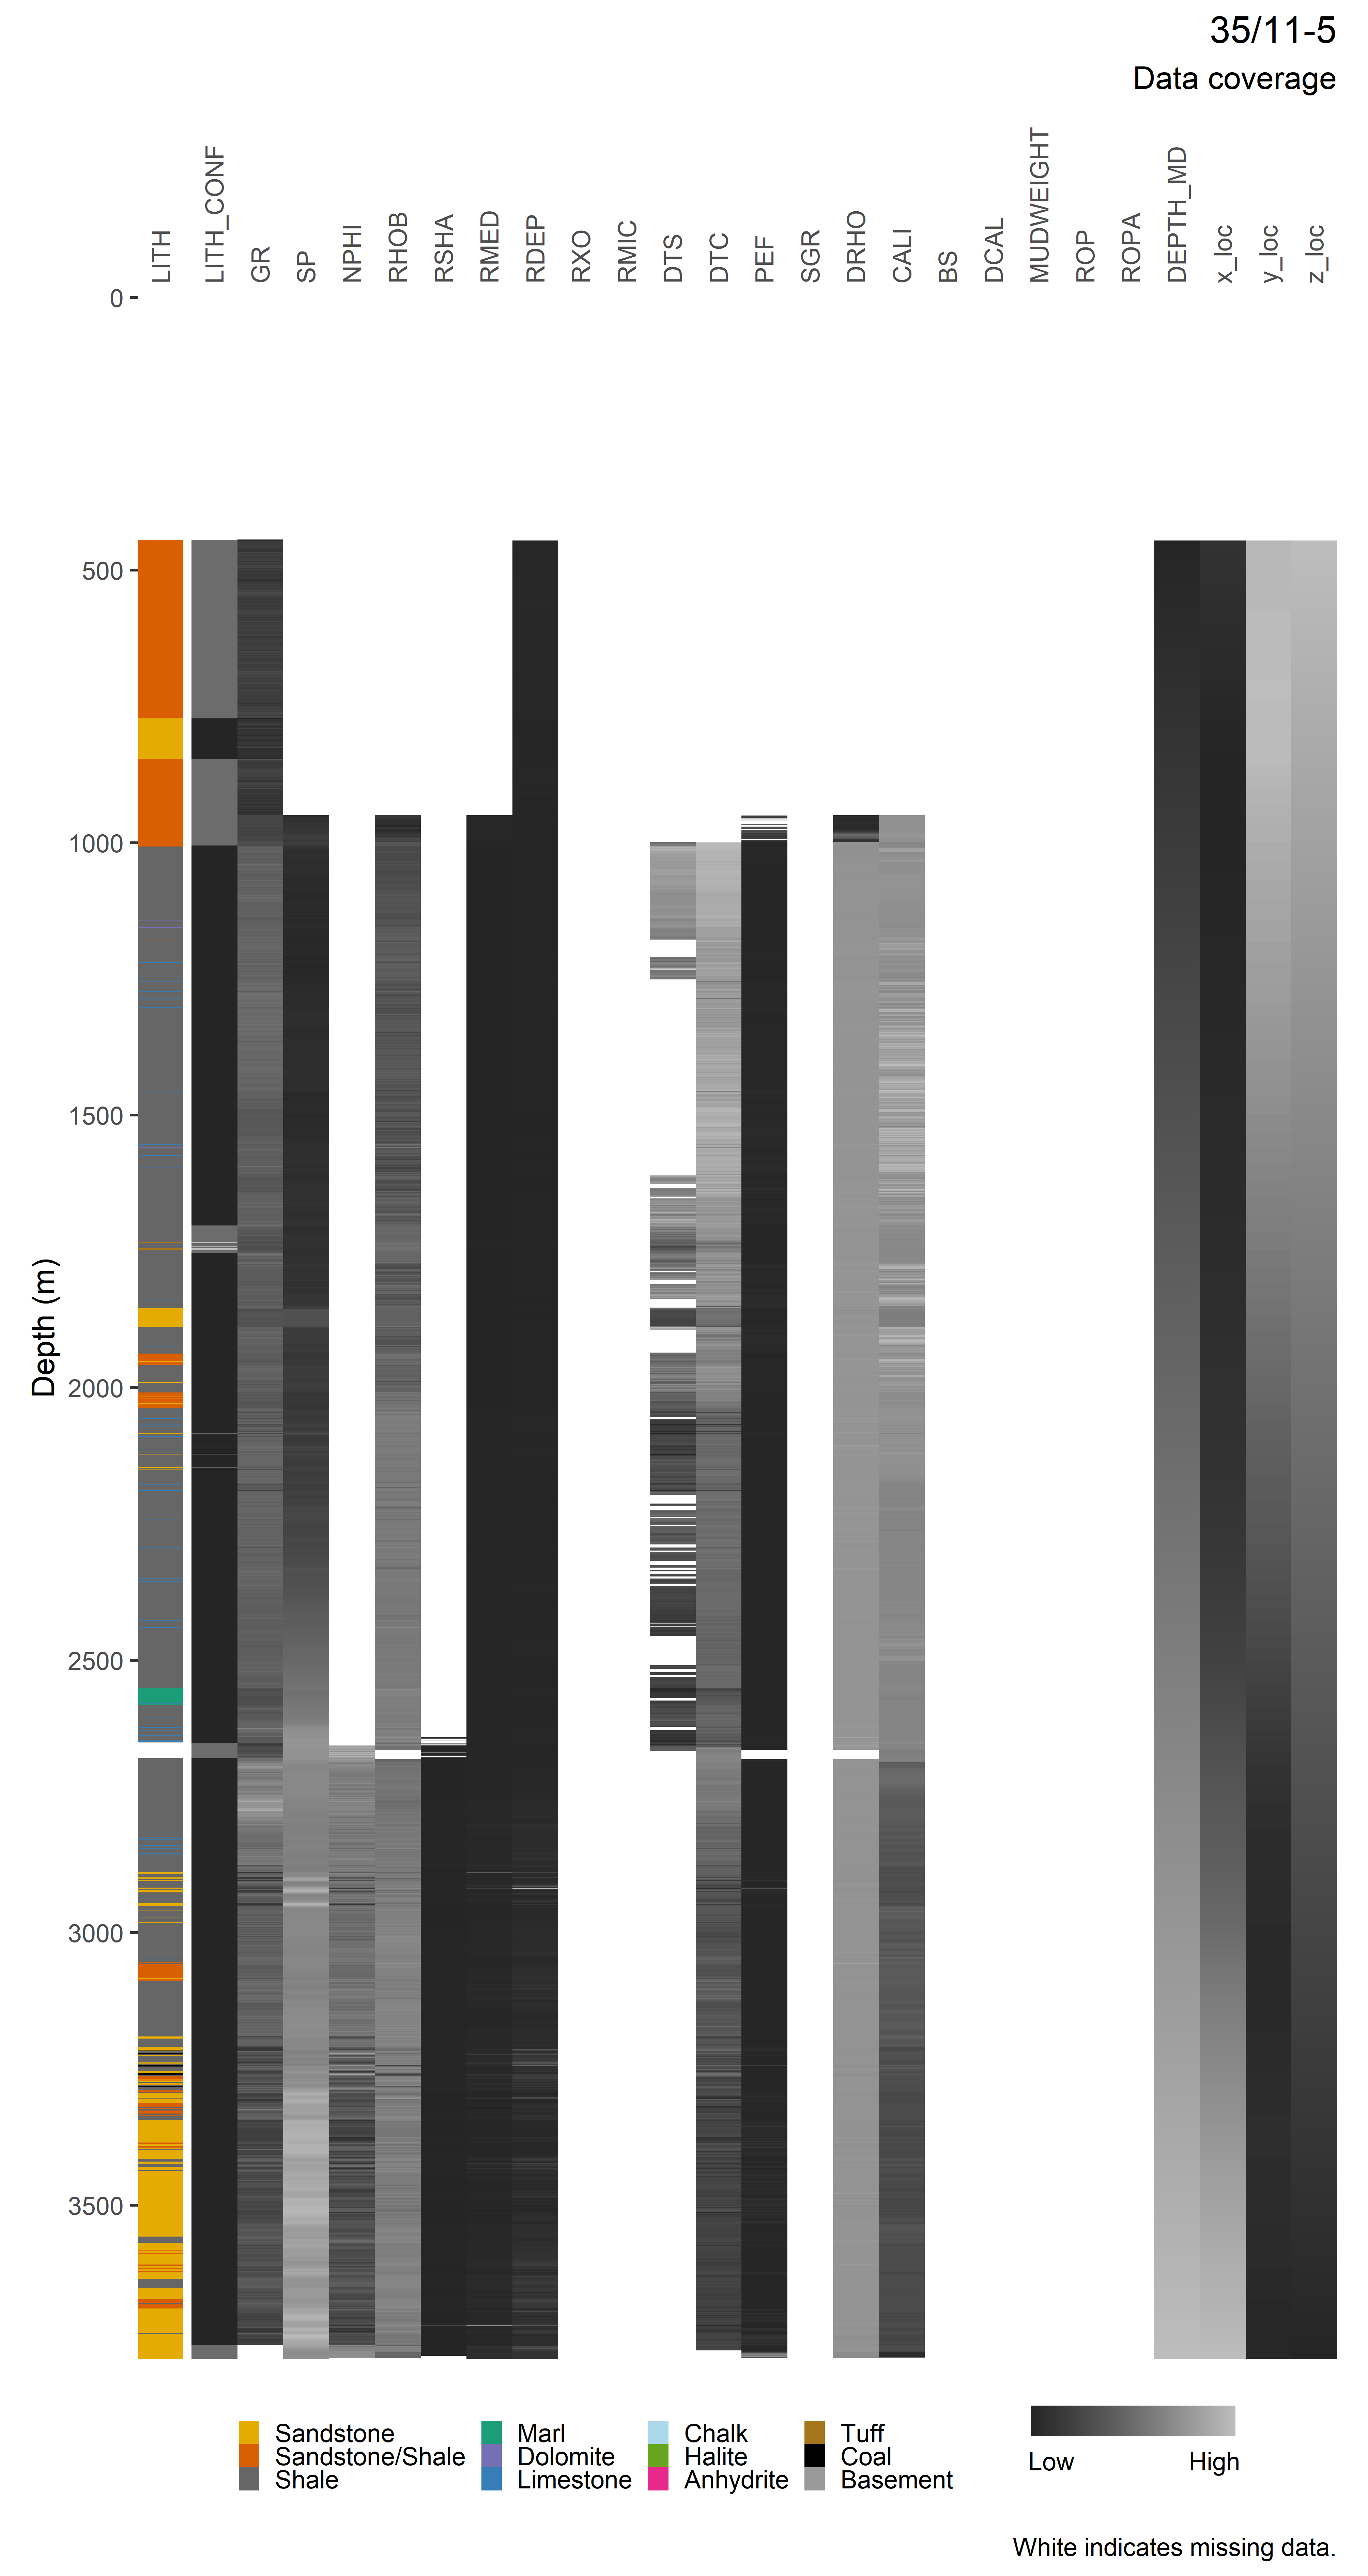 35/11-5
Data coverage
LITH
LITH_CONF
GR
SP
NPHI
RHOB
RSHA
RMED
RDEP
RXO
RMIC
DTS
DTC
PEF
SGR
DRHO
CALI
BS
DCAL
MUDWEIGHT
ROP
ROPA
DEPTH_MD
x_loc
y_loc
z_loc
0
500
1000
1500
2000
2500
3000
3500
Depth (m)
Sandstone
Sandstone/Shale
Shale
Marl
Dolomite
Limestone
Chalk
Halite
Anhydrite
Tuff
Coal
Basement
Low High
White indicates missing data.